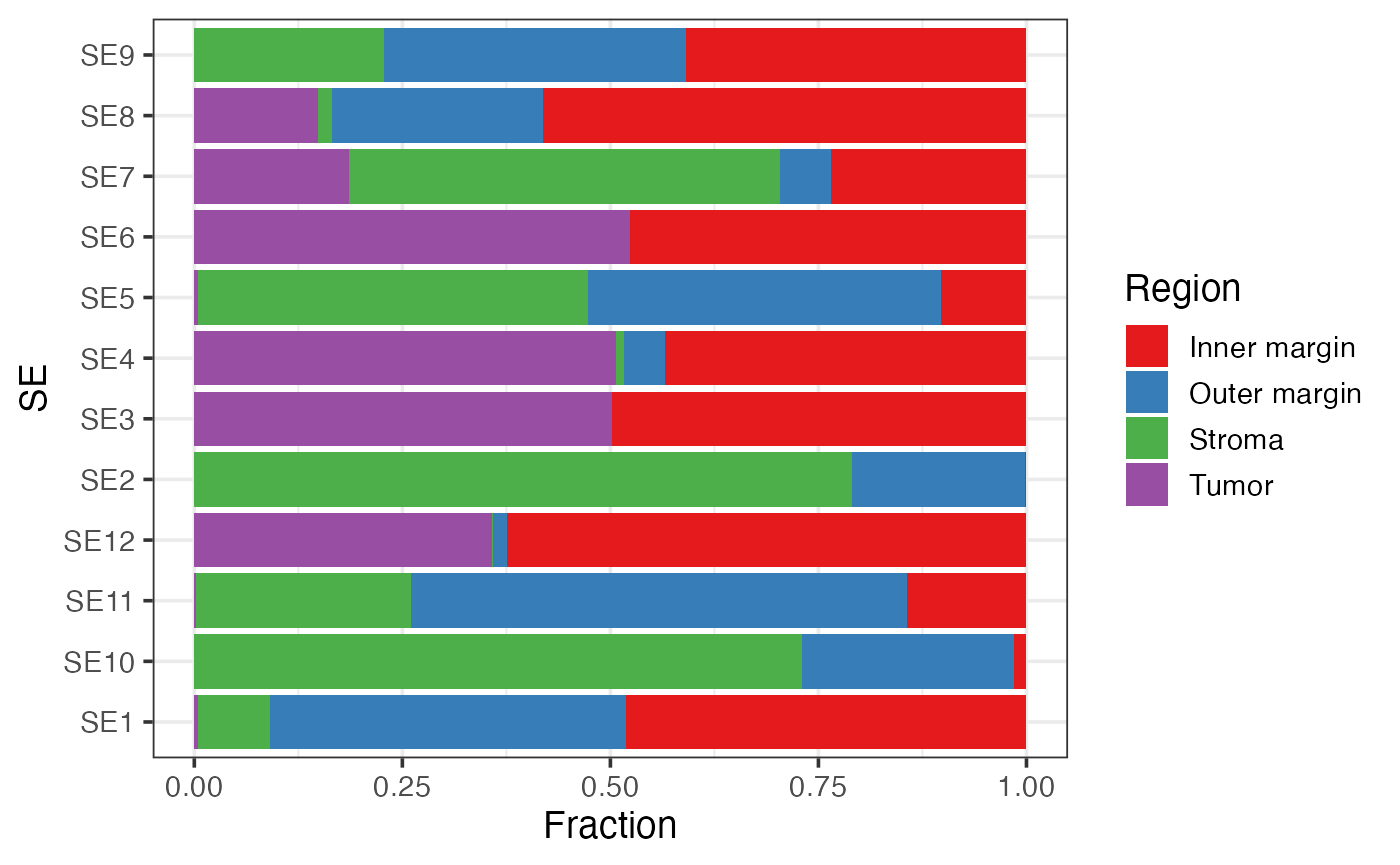 SE9
SE8
SE7
SE6
SE5
SE4
SE3
SE2
SE12
SE11
SE10
SE1
SE
0.00 0.25 0.50 0.75 1.00
Fraction
Region
Inner margin
Outer margin
Stroma
Tumor